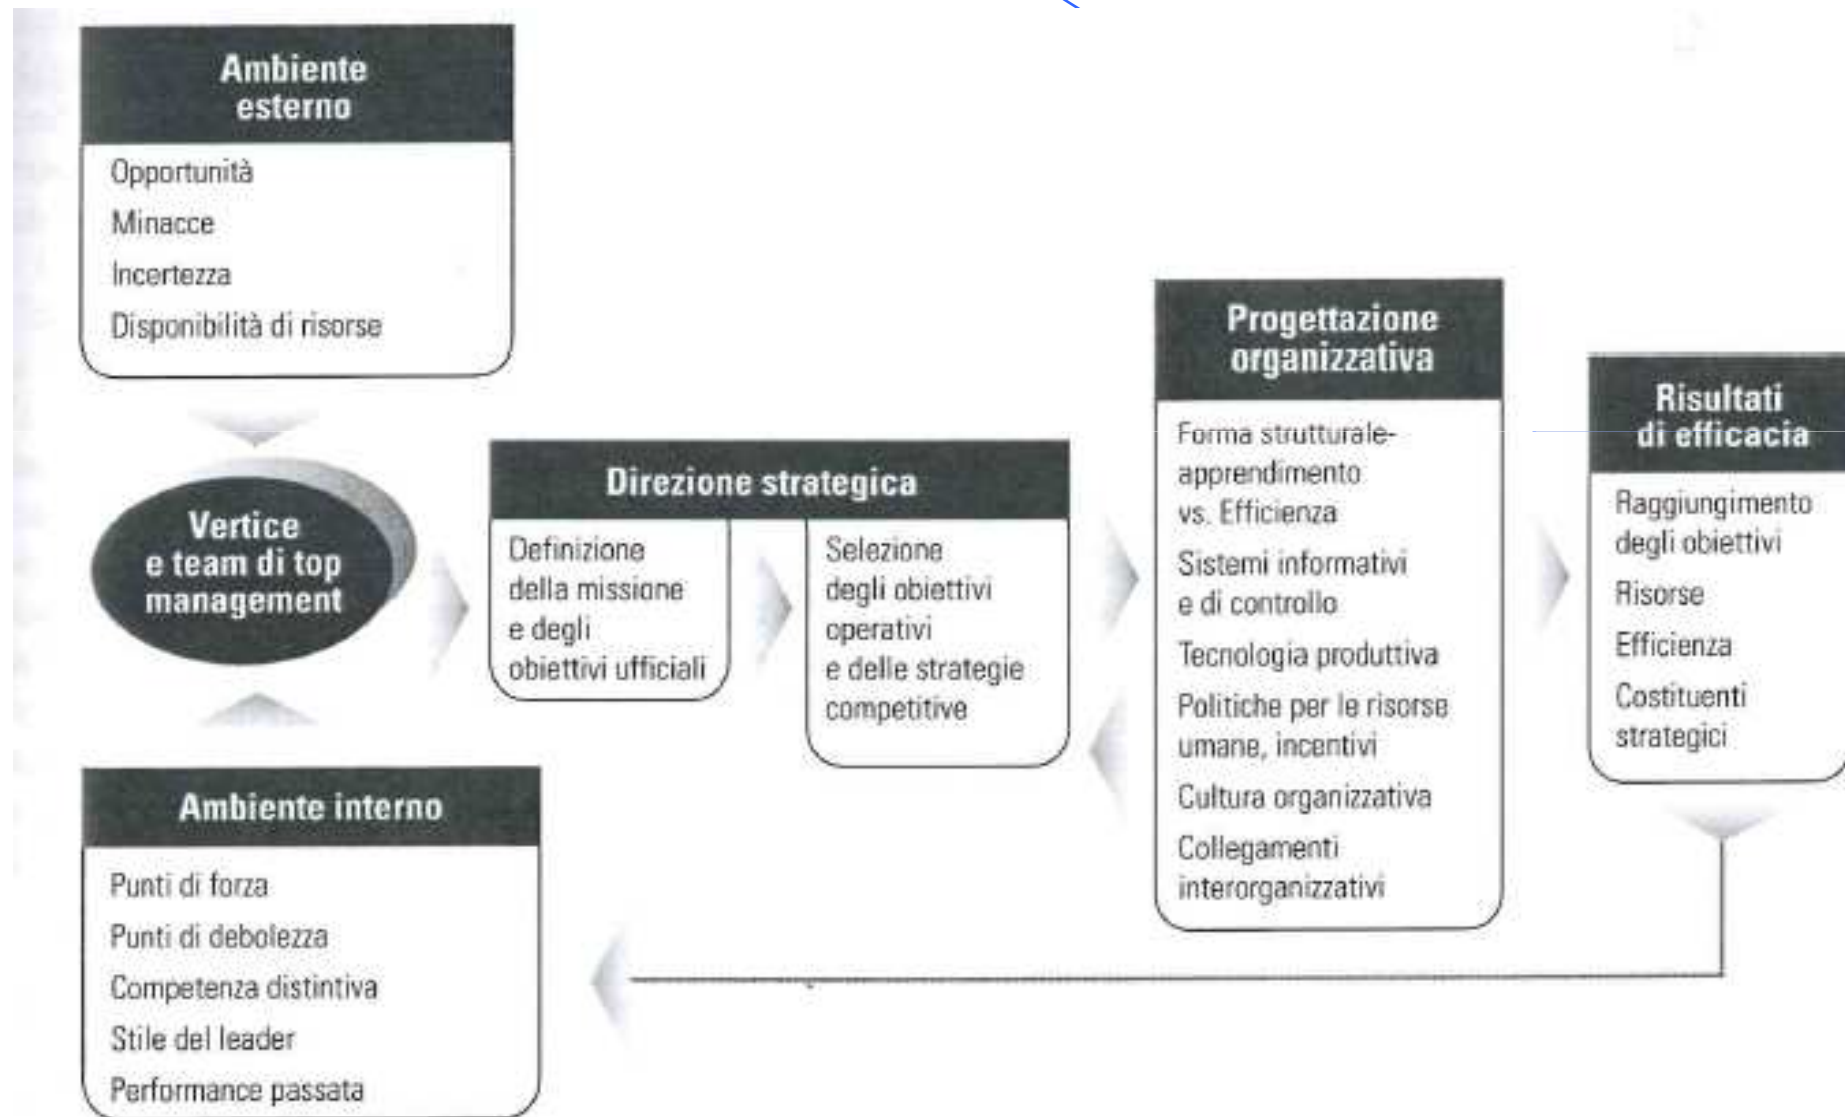 Ambiente
esterno
Opportunità
Minacce
Incertezza
Disponibilità di risorse
Vertice
e team di top
management
Ambiente interno
Punti di forza
Punti di debolezza
Competenza distintiva
Stile del leader
Performance passata
Direzione strategica
Definizione
della missione
e degli
obiettivi ufficiali
Selezione
degli obiettivi
operativi
e delle strategie
competitive
Progettazione
organizzativa
Forma strutturale-
apprendimento
vs. Efficienza
Sistemi informativi
e di controllo
Tecnologia produttiva
Politiche per le risorse
umane, incentivi
Cultura organizzativa
Collegamenti
interorganizzativi
Risultati
di efficacia
Raggiungimento
degli obiettivi
Risorse
Efficienza
Costituenti
strategici